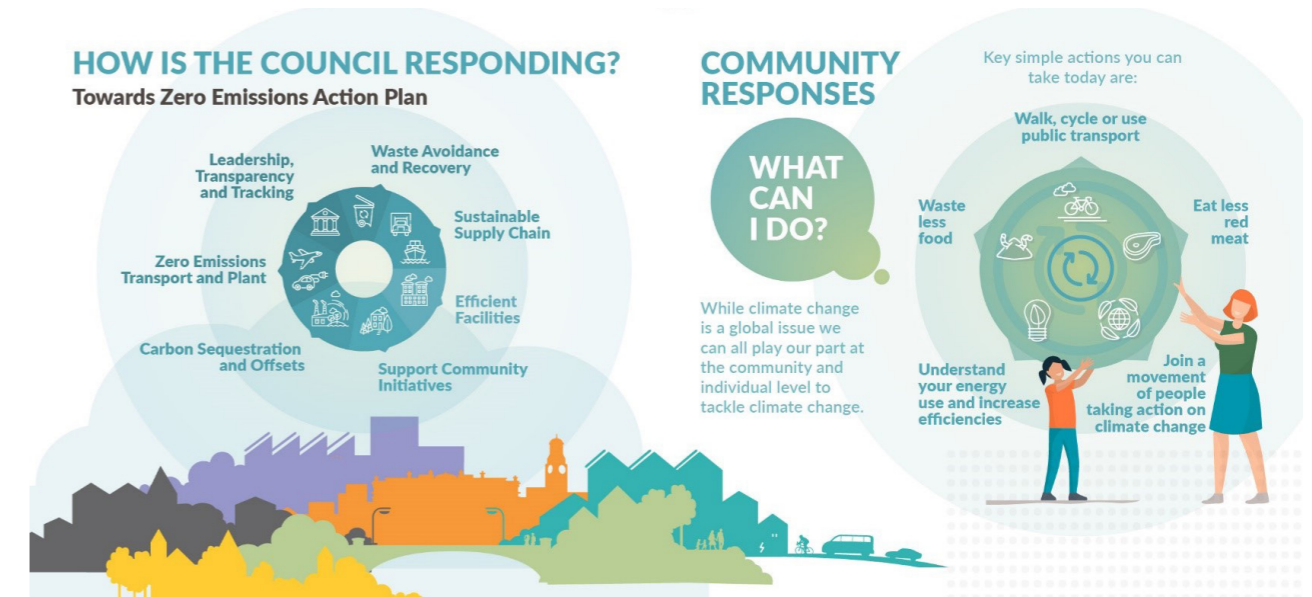 HOW IS THE COUNCIL RESPONDING?
Towards Zero Emissions Action Plan
Leadership,
Transparency
and Tracking
Waste Avoidance
and Recovery
Sustainable
Supply Chain
Zero Emissions
Transport and Plant
Efficient
Facilities
Carbon Sequestration
and Offsets
Support Community
Initiatives
COMMUNITY
RESPONSES
WHAT
CAN
I DO?
While climate change
is a global issue we
can all play our part at
the community and
individual level to
tackle climate change.
Key simple actions you can
take today are:
Walk, cycle or use
public transport
Waste
less
food
Eat less
red
meat
Understand
your energy
use and increase
efficiencies
Join a
movement
of people
taking action on
climate change